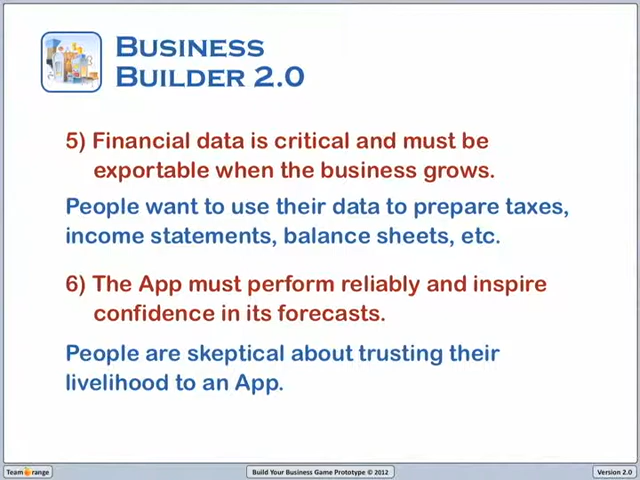 BUSINESS
BUILDER 2.0
5) Financial data is critical and must be
exportable when the business grows.
People want to use their data to prepare taxes,
income statements, balance sheets, etc.
6) The App must perform reliably and inspire
confidence in its forecasts.
People are skeptical about trusting their
livelihood to an App.
Team range
Build Your Business Game Prototype © 2012
Version 2.0